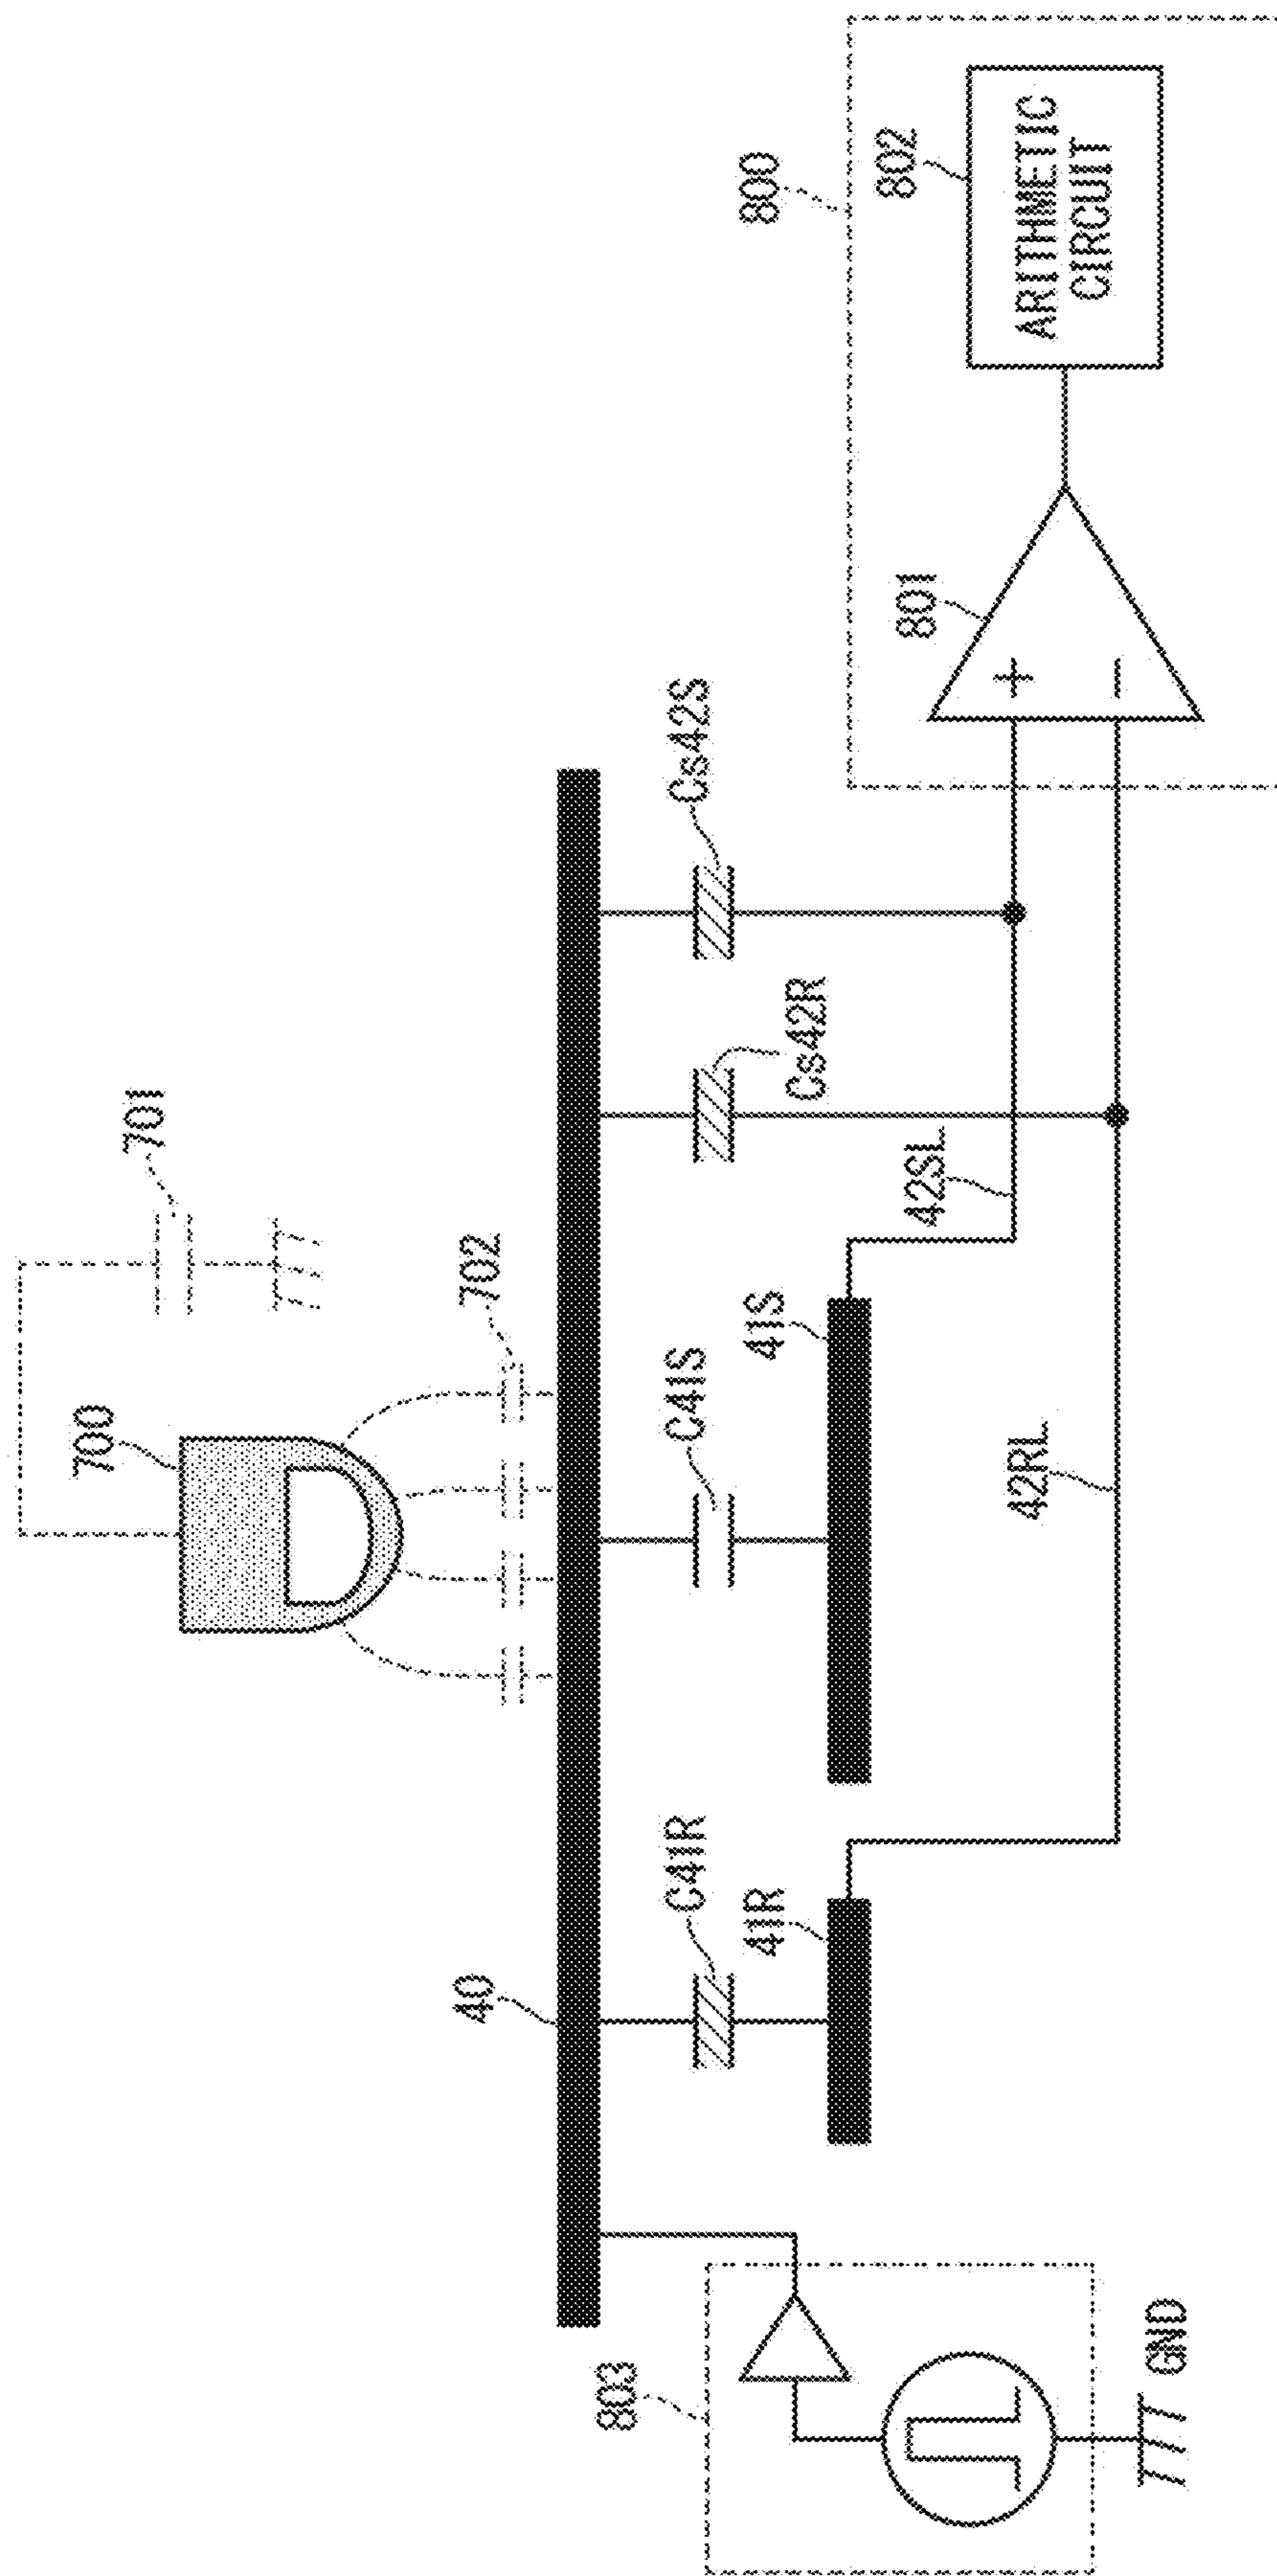 700
701
702
40
C41R
C41S
Cs42R
Cs42S
41R
41S
42SL
42RL
803
GND
800
801
802
ARITHMETIC
CIRCUIT
+
−